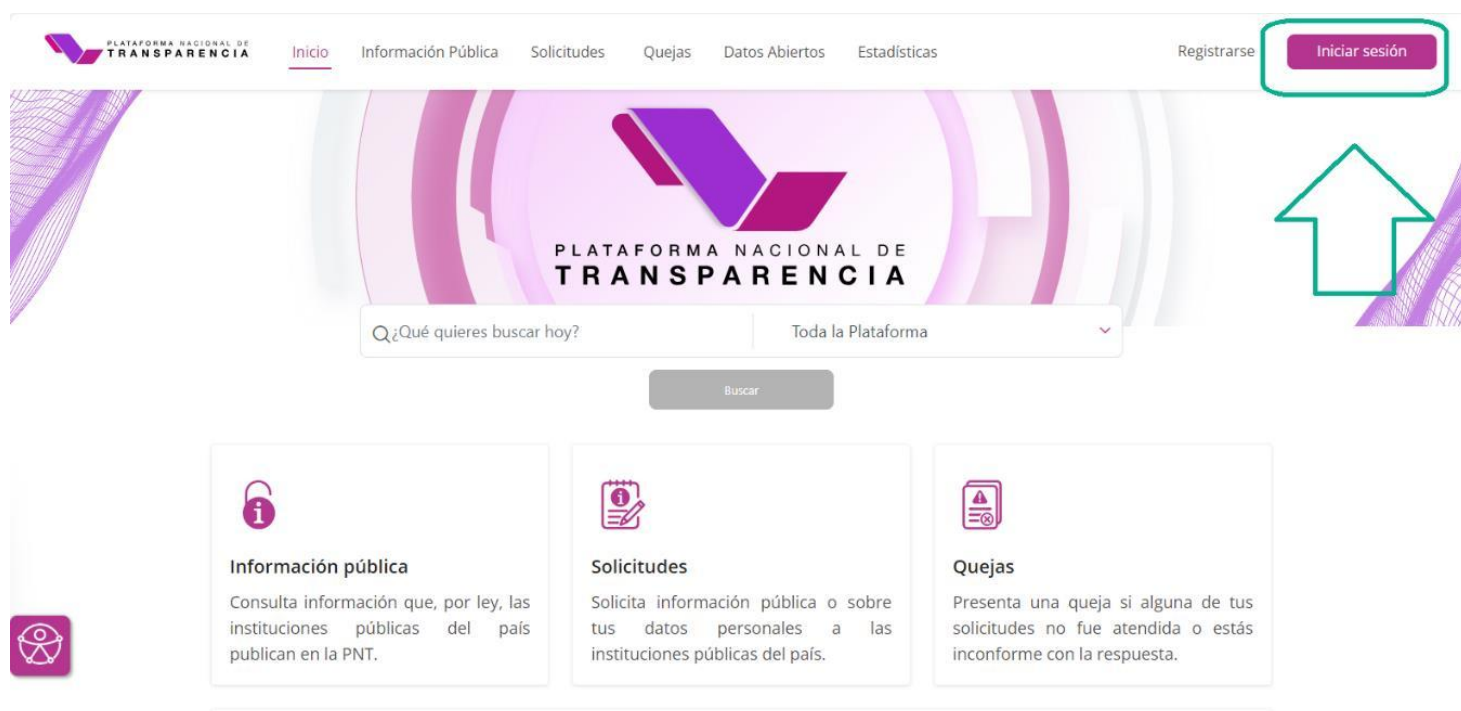 PLATAFORMA NACIONAL DE
TRANSPARENCIA
Inicio
Información Pública
Solicitudes
Quejas
Datos Abiertos
Estadísticas
Registrarse
Iniciar sesión
PLATAFORMA NACIONAL DE
TRANSPARENCIA
¿Qué quieres buscar hoy?
Toda la Plataforma
Buscar
Información pública
Consulta información que, por ley, las
instituciones públicas del país
publican en la PNT.
Solicitudes
Solicita información pública o sobre
tus datos personales a las
instituciones públicas del país.
Quejas
Presenta una queja si alguna de tus
solicitudes no fue atendida o estás
inconforme con la respuesta.